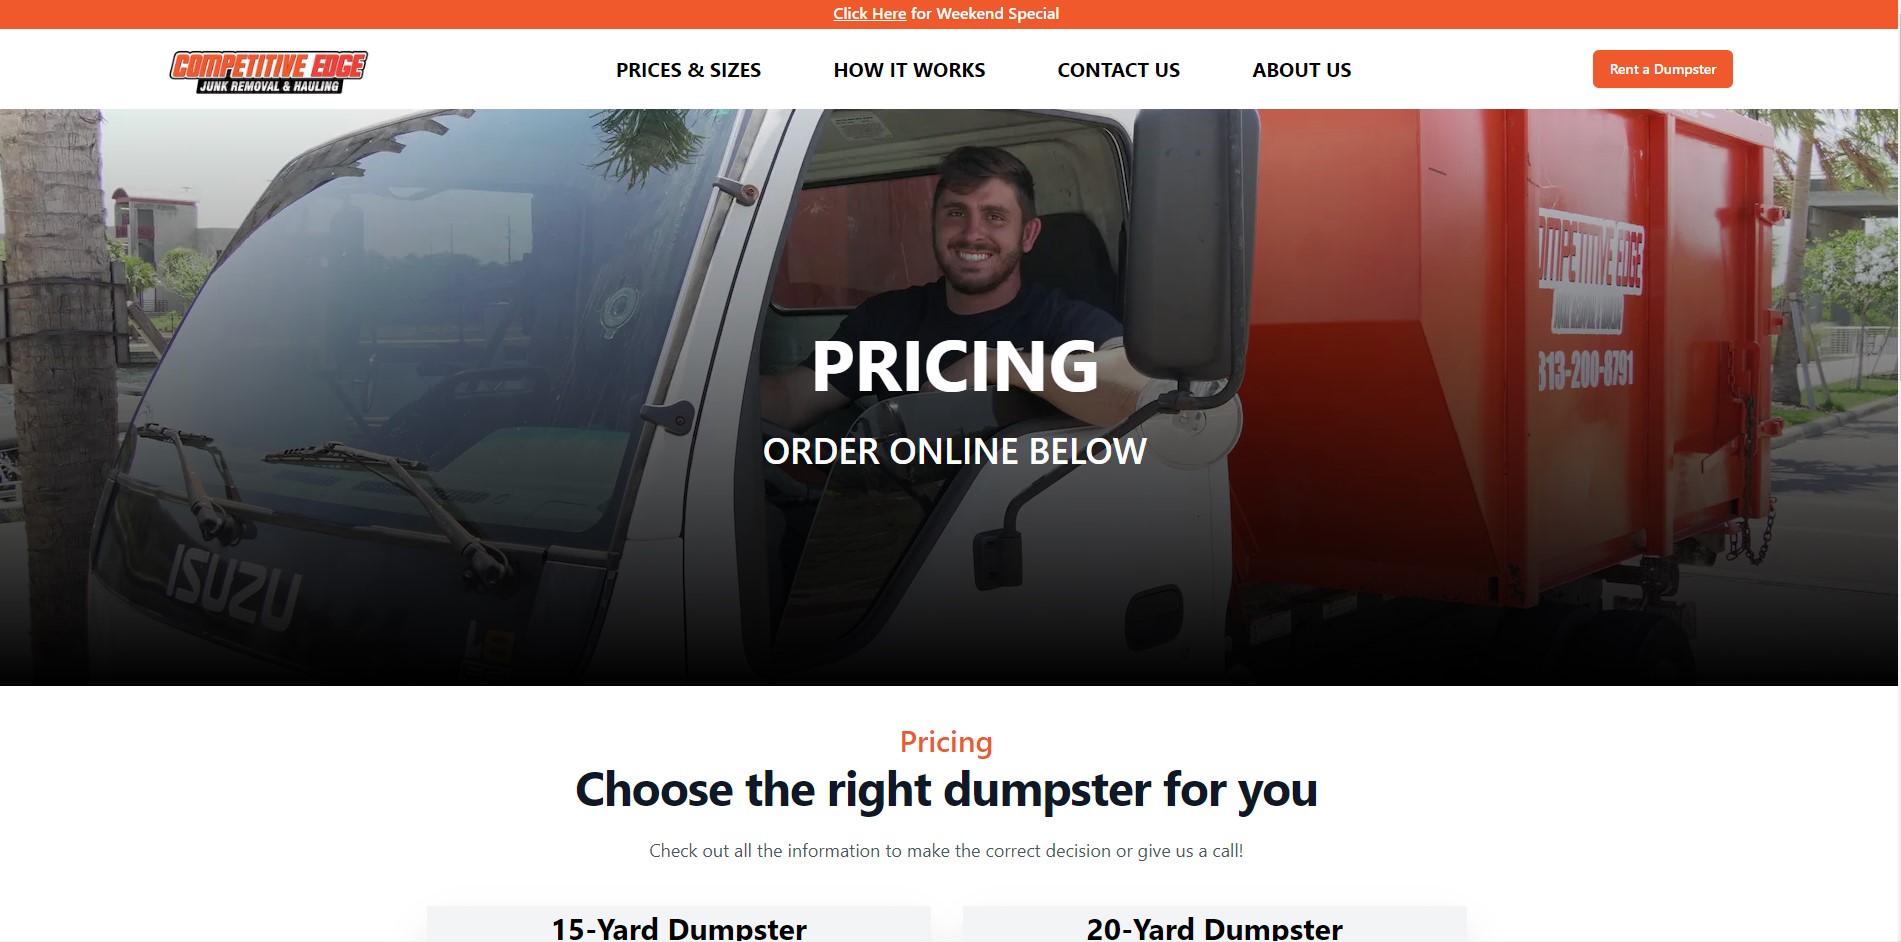 Click Here for Weekend Special
COMPETITIVE EDGE
JUNK REMOVAL & HAULING
PRICES & SIZES
HOW IT WORKS
CONTACT US
ABOUT US
Rent a Dumpster
COMPETITIVE EDGE
813-200-8791
PRICING
ORDER ONLINE BELOW
ISUZU
Pricing
Choose the right dumpster for you
Check out all the information to make the correct decision or give us a call!
15-Yard Dumpster
20-Yard Dumpster